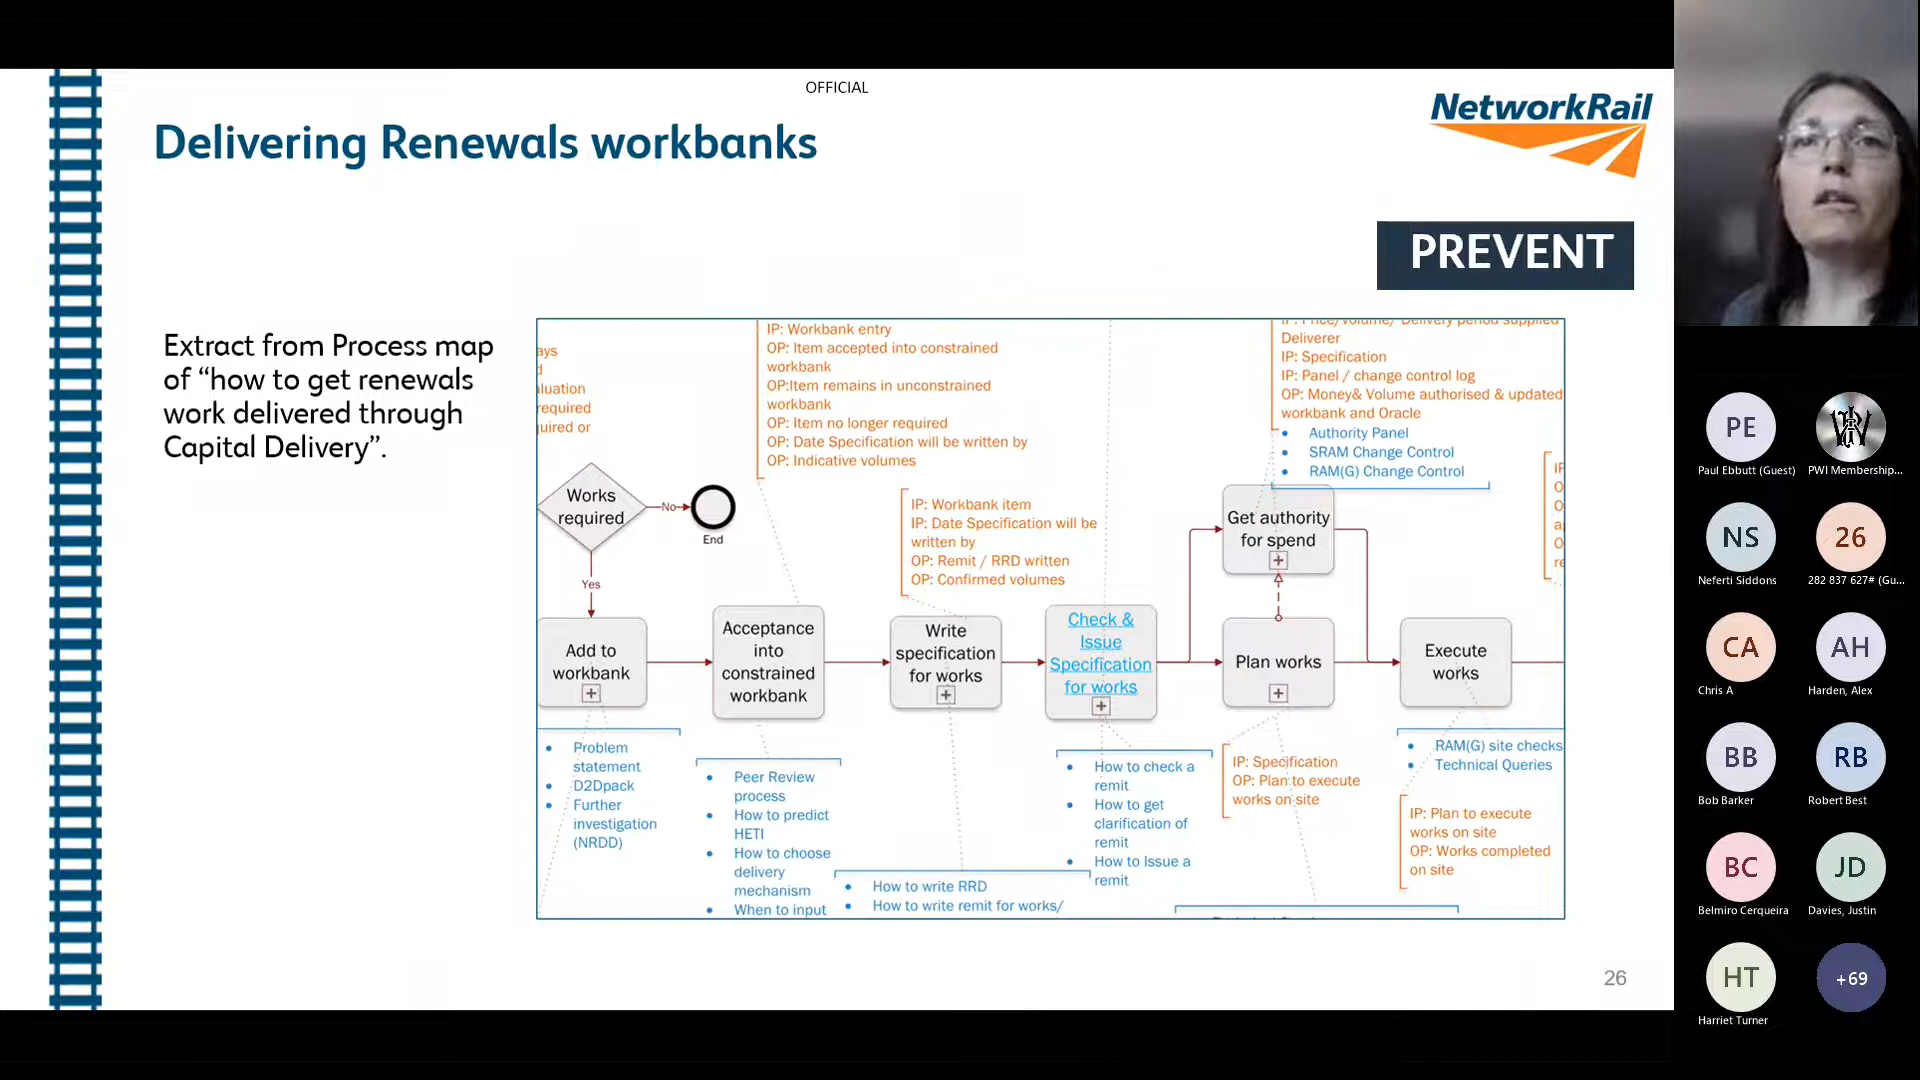 OFFICIAL
Delivering Renewals workbanks
NetworkRail
PREVENT
Extract from Process map
of “how to get renewals
work delivered through
Capital Delivery”.
ays
d
luation
required
uired or
IP: Workbank entry
OP: Item accepted into constrained
workbank
OP:Item remains in unconstrained
workbank
OP: Item no longer required
OP: Date Specification will be written by
OP: Indicative volumes
IP: Workbank item
IP: Date Specification will be
written by
OP: Remit / RRD written
OP: Confirmed volumes
IP: Price/Volume/ Delivery period supplied
Deliverer
IP: Specification
IP: Panel / change control log
OP: Money& Volume authorised & updated
workbank and Oracle
• Authority Panel
• SRAM Change Control
• RAM(G) Change Control
Works
required
No
End
Yes
Get authority
for spend
Add to
workbank
Acceptance
into
constrained
workbank
Write
specification
for works
Check &
Issue
Specification
for works
Plan works
Execute
works
• Problem
statement
• D2Dpack
• Further
investigation
(NRDD)
• Peer Review
process
• How to predict
HETI
• How to choose
delivery
mechanism
• When to input
• How to write RRD
• How to write remit for works/
• How to check a
remit
• How to get
clarification of
remit
• How to Issue a
remit
IP: Specification
OP: Plan to execute
works on site
• RAM(G) site checks
• Technical Queries
IP: Plan to execute
works on site
OP: Works completed
on site
26
PE
Paul Ebbutt (Guest)
PWI Membership...
NS
Neferti Siddons
26
282 837 627# (Gu...
CA
Chris A
AH
Harden, Alex
BB
Bob Barker
RB
Robert Best
BC
Belmiro Cerqueira
JD
Davies, Justin
HT
Harriet Turner
+69